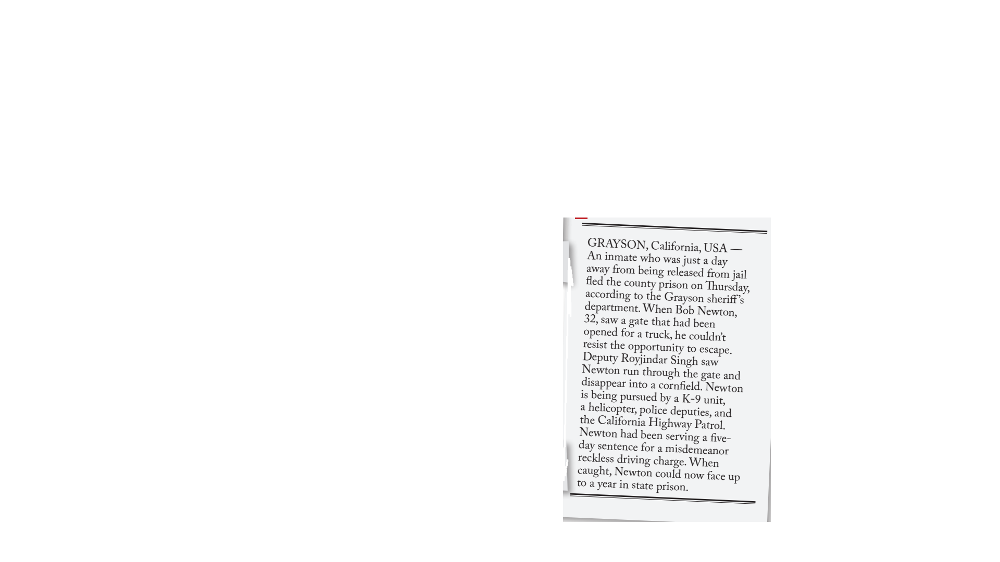 GRAYSON, California, USA —
An inmate who was just a day
away from being released from jail
fled the county prison on Thursday,
according to the Grayson sheriff’s
department. When Bob Newton,
32, saw a gate that had been
opened for a truck, he couldn’t
resist the opportunity to escape.
Deputy Royjindar Singh saw
Newton run through the gate and
disappear into a cornfield. Newton
is being pursued by a K-9 unit,
a helicopter, police deputies, and
the California Highway Patrol.
Newton had been serving a five-
day sentence for a misdemeanor
reckless driving charge. When
caught, Newton could now face up
to a year in state prison.